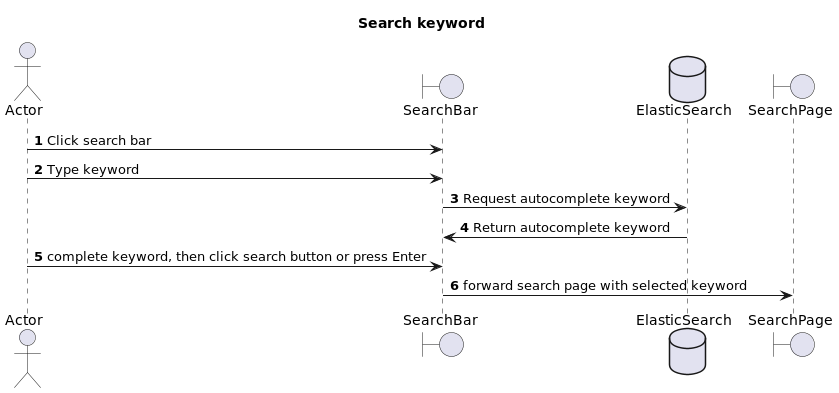 Search keyword
Actor
SearchBar
ElasticSearch
SearchPage
1 Click search bar
2 Type keyword
3 Request autocomplete keyword
4 Return autocomplete keyword
5 complete keyword, then click search button or press Enter
6 forward search page with selected keyword
Actor
SearchBar
ElasticSearch
SearchPage